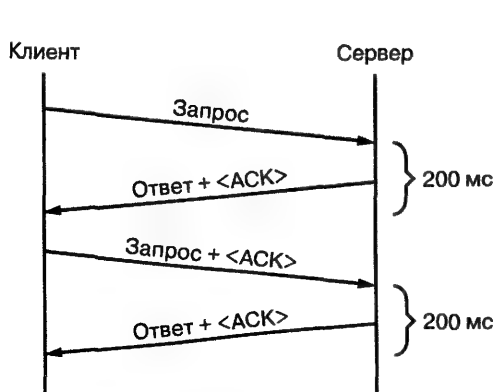 Клиент
Сервер
Запрос
Ответ + <ACK>
200 мс
Запрос + <ACK>
Ответ + <ACK>
200 мс